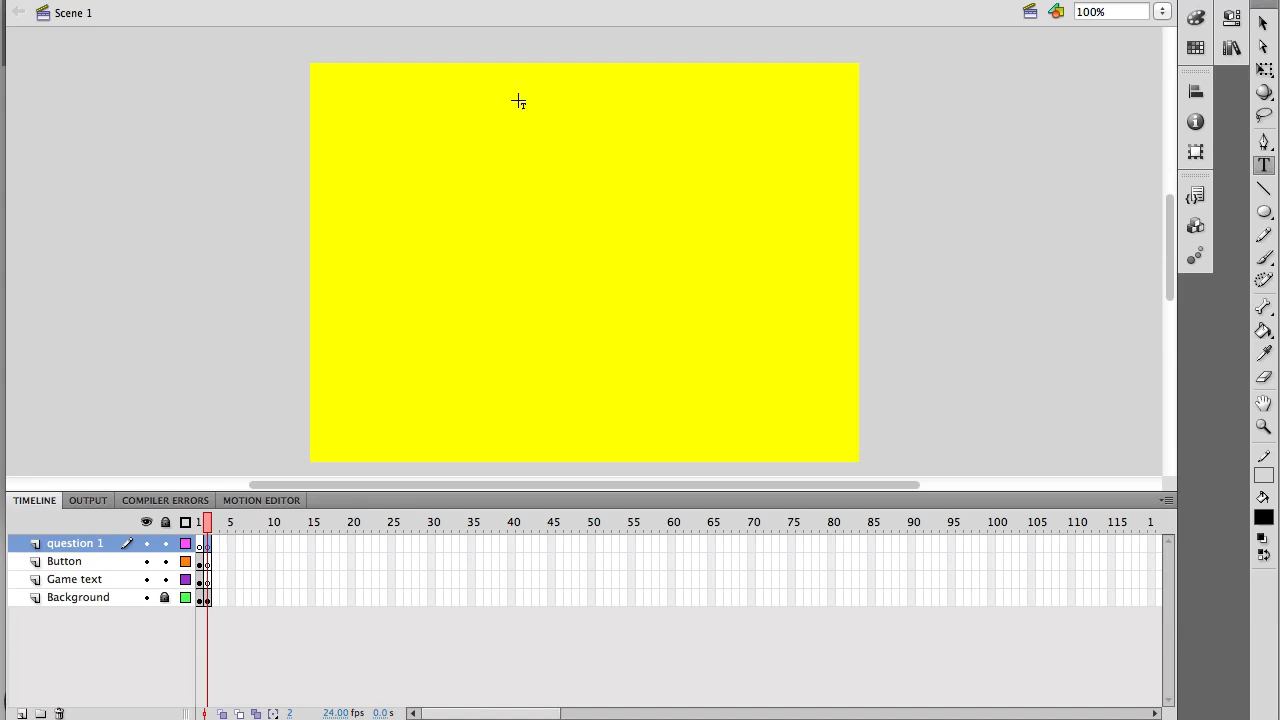 Scene 1
100%
TIMELINE OUTPUT COMPILER ERRORS MOTION EDITOR
1 5 10 15 20 25 30 35 40 45 50 55 60 65 70 75 80 85 90 95 100 105 110 115 1
question 1
Button
Game text
Background
2 24.00 fps 0.0 s